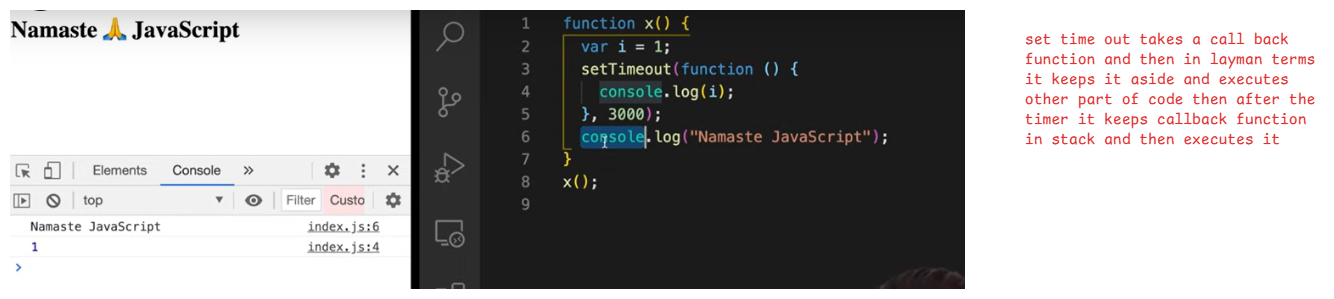 Namaste 🙏 JavaScript
Elements
Console
»
top
Filter
Custo
Namaste JavaScript index.js:6
1 index.js:4
>
1 function x() {
2 var i = 1;
3 setTimeout(function () {
4 console.log(i);
5 }, 3000);
6 console.log("Namaste JavaScript");
7 }
8 x();
9
set time out takes a call back
function and then in layman terms
it keeps it aside and executes
other part of code then after the
timer it keeps callback function
in stack and then executes it